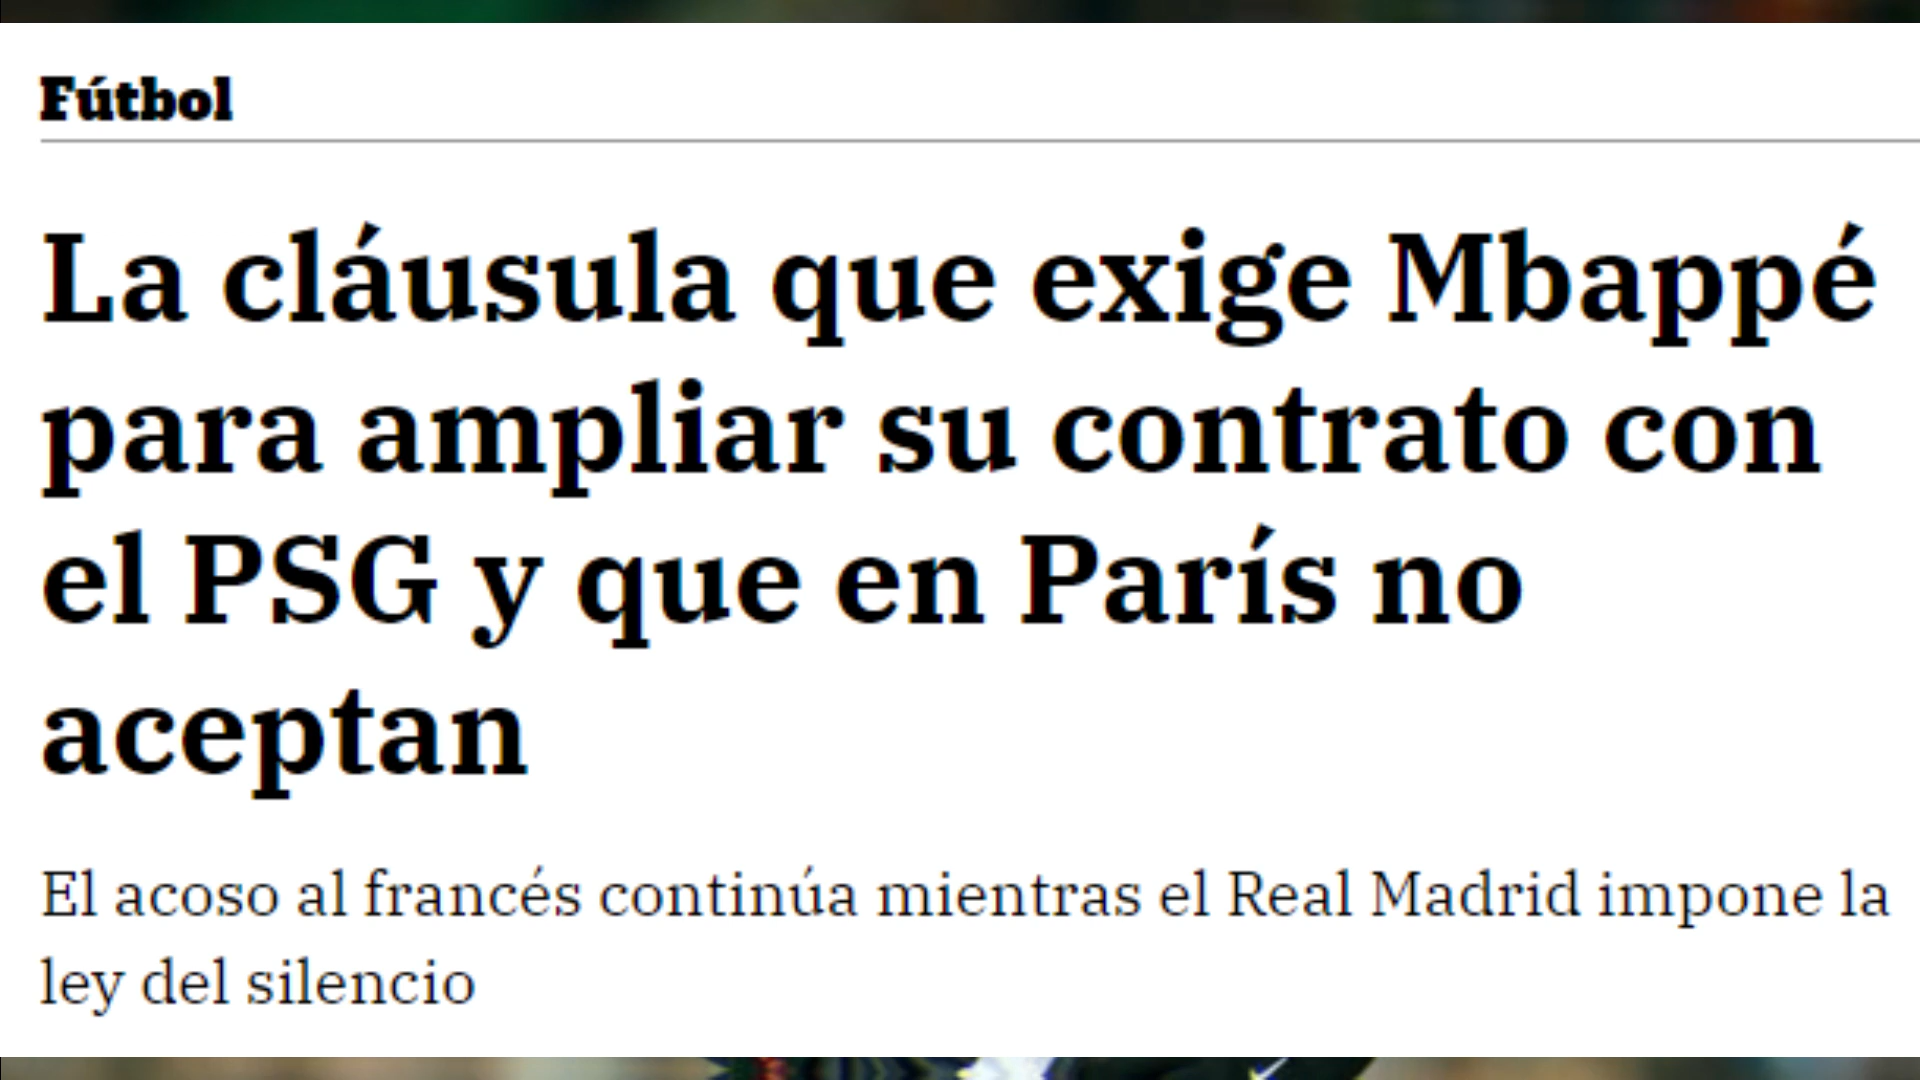 Fútbol
La cláusula que exige Mbappé
para ampliar su contrato con
el PSG y que en París no
aceptan
El acoso al francés continúa mientras el Real Madrid impone la
ley del silencio